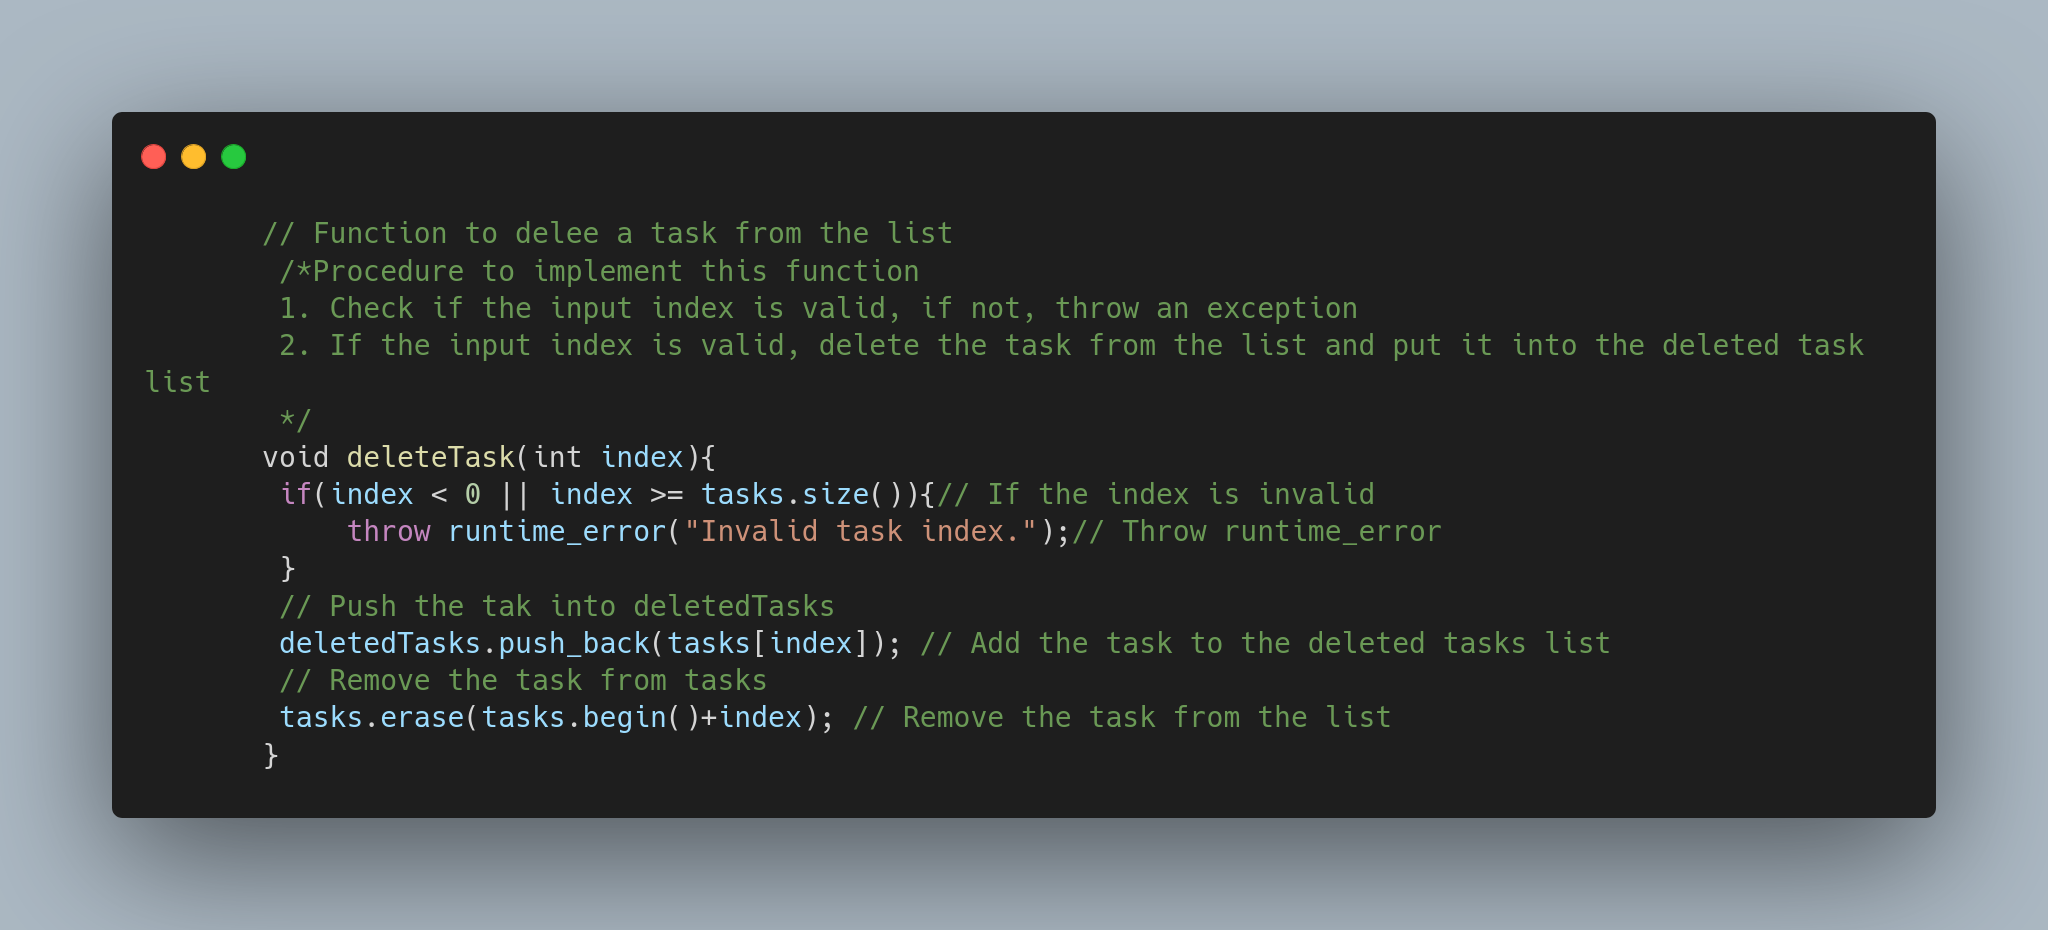 // Function to delee a task from the list
/*Procedure to implement this function
1. Check if the input index is valid, if not, throw an exception
2. If the input index is valid, delete the task from the list and put it into the deleted task
list
*/
void deleteTask(int index){
if(index < 0 || index >= tasks.size()){// If the index is invalid
throw runtime_error("Invalid task index.");// Throw runtime_error
}
// Push the tak into deletedTasks
deletedTasks.push_back(tasks[index]); // Add the task to the deleted tasks list
// Remove the task from tasks
tasks.erase(tasks.begin()+index); // Remove the task from the list
}